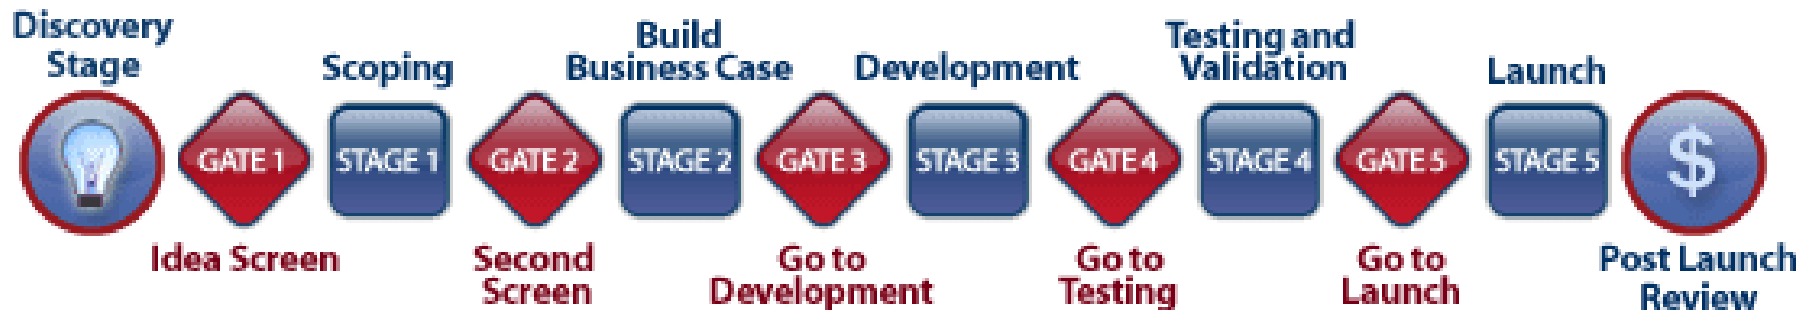 Discovery
Stage
Scoping
Build
Business Case
Development
Testing and
Validation
Launch
GATE 1
STAGE 1
GATE 2
STAGE 2
GATE 3
STAGE 3
GATE 4
STAGE 4
GATE 5
STAGE 5
$
Idea Screen
Second
Screen
Go to
Development
Go to
Testing
Go to
Launch
Post Launch
Review